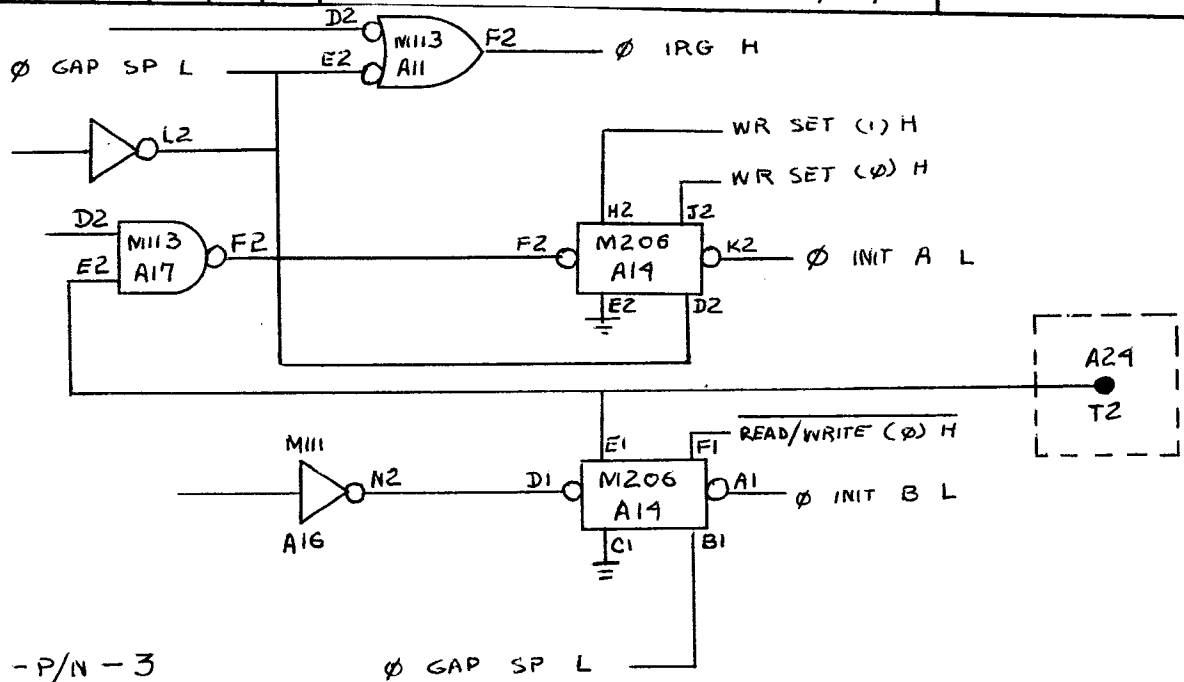 D2
M113
F2
Ø IRG H
Ø GAP SP L
E2
A11
L2
WR SET (1) H
WR SET (Ø) H
D2
M113
F2
H2
J2
F2
M206
K2
Ø INIT A L
E2
A17
A14
E2
D2
A24
T2
M111
E1
F1
READ/WRITE (Ø) H
N2
D1
M206
A1
Ø INIT B L
A14
A16
C1
B1
-P/N-3
Ø GAP SP L